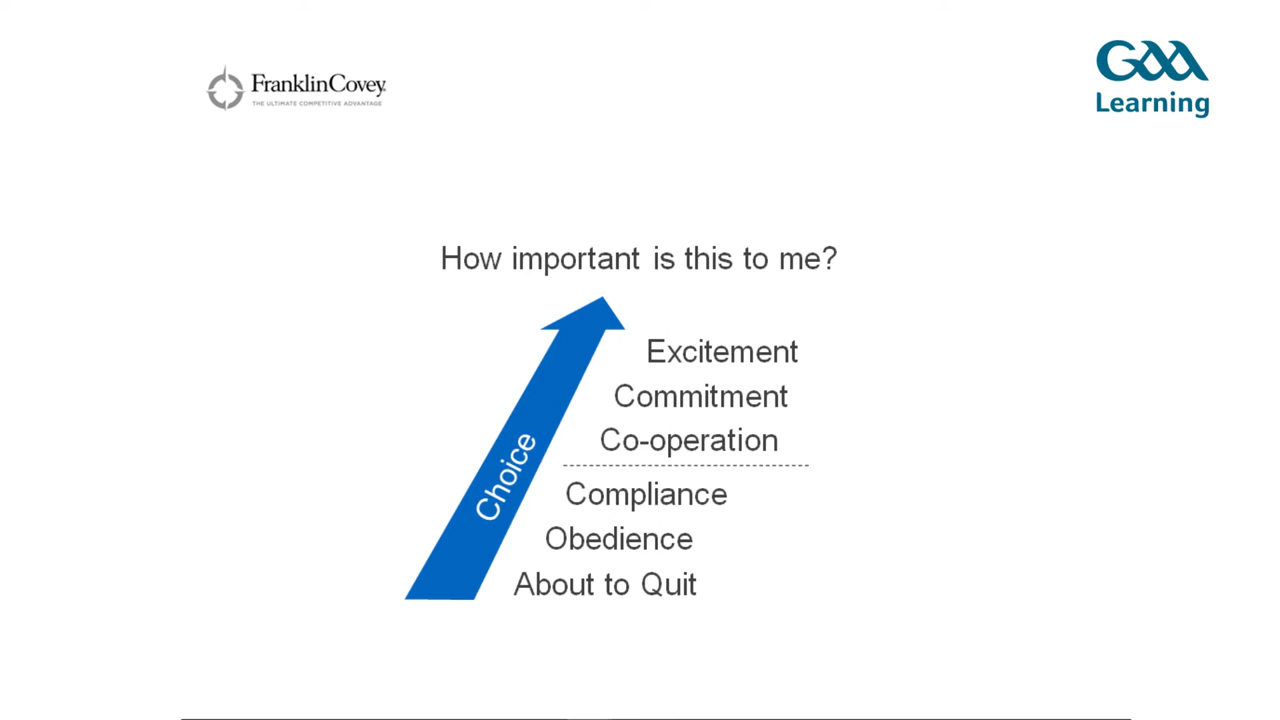 FranklinCovey
THE ULTIMATE COMPETITIVE ADVANTAGE
GAA
Learning
How important is this to me?
Excitement
Commitment
Co-operation
Choice
Compliance
Obedience
About to Quit